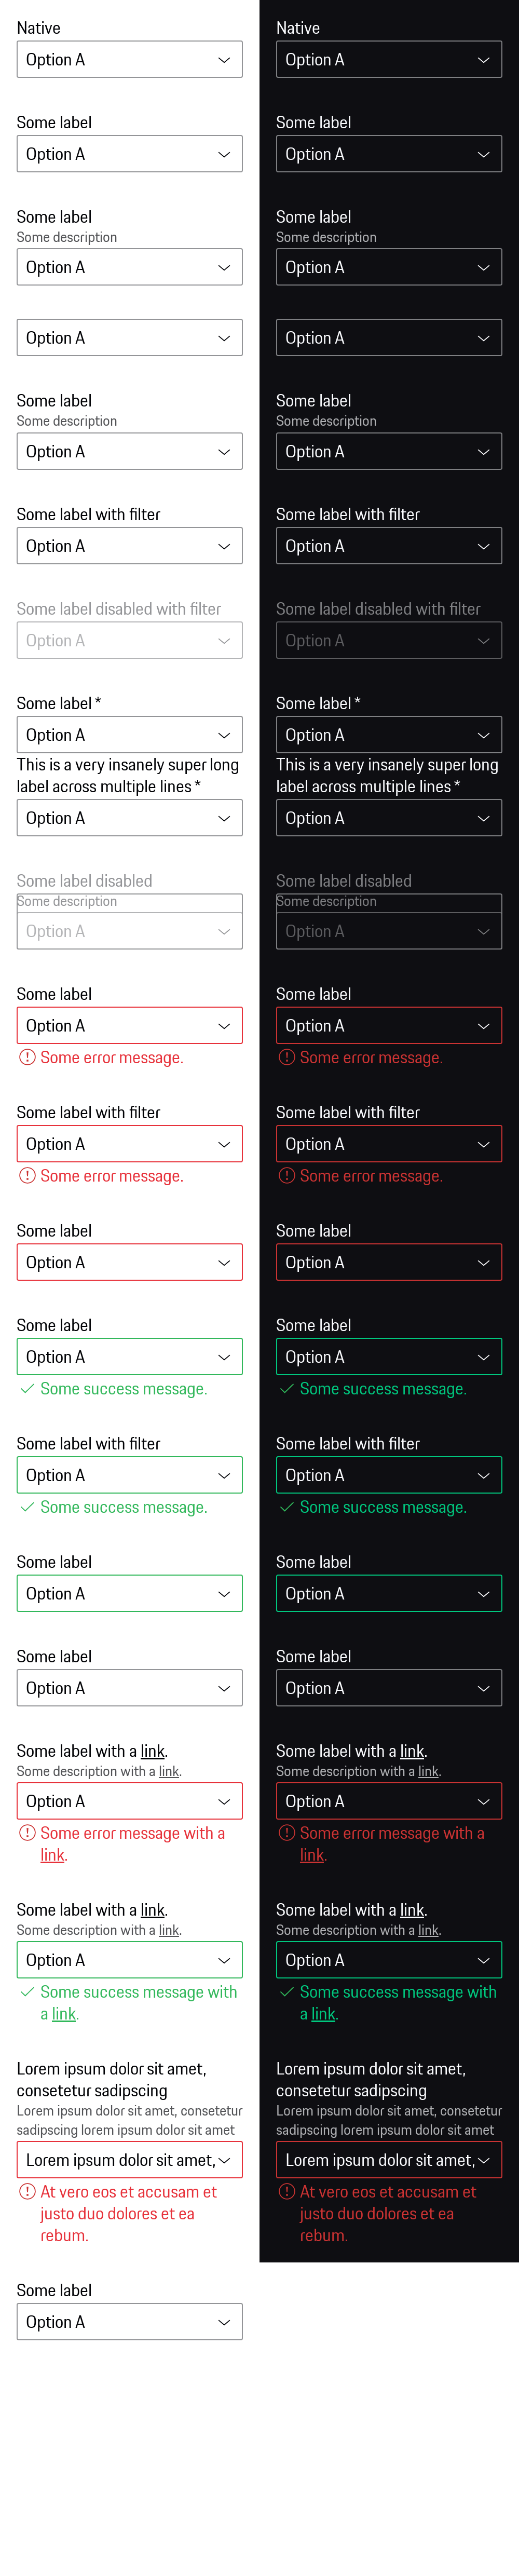 Native
Option A
Some label
Option A
Some label
Some description
Option A
Option A
Some label
Some description
Option A
Some label with filter
Option A
Some label disabled with filter
Option A
Some label *
Option A
This is a very insanely super long
label across multiple lines *
Option A
Some label disabled
Some description
Option A
Some label
Option A
Some error message.
Some label with filter
Option A
Some error message.
Some label
Option A
Some label
Option A
Some success message.
Some label with filter
Option A
Some success message.
Some label
Option A
Some label
Option A
Some label with a link.
Some description with a link.
Option A
Some error message with a
link.
Some label with a link.
Some description with a link.
Option A
Some success message with
a link.
Lorem ipsum dolor sit amet,
consetetur sadipscing
Lorem ipsum dolor sit amet, consetetur
sadipscing lorem ipsum dolor sit amet
Lorem ipsum dolor sit amet,
At vero eos et accusam et
justo duo dolores et ea
rebum.
Some label
Option A
Native
Option A
Some label
Option A
Some label
Some description
Option A
Option A
Some label
Some description
Option A
Some label with filter
Option A
Some label disabled with filter
Option A
Some label *
Option A
This is a very insanely super long
label across multiple lines *
Option A
Some label disabled
Some description
Option A
Some label
Option A
Some error message.
Some label with filter
Option A
Some error message.
Some label
Option A
Some label
Option A
Some success message.
Some label with filter
Option A
Some success message.
Some label
Option A
Some label
Option A
Some label with a link.
Some description with a link.
Option A
Some error message with a
link.
Some label with a link.
Some description with a link.
Option A
Some success message with
a link.
Lorem ipsum dolor sit amet,
consetetur sadipscing
Lorem ipsum dolor sit amet, consetetur
sadipscing lorem ipsum dolor sit amet
Lorem ipsum dolor sit amet,
At vero eos et accusam et
justo duo dolores et ea
rebum.